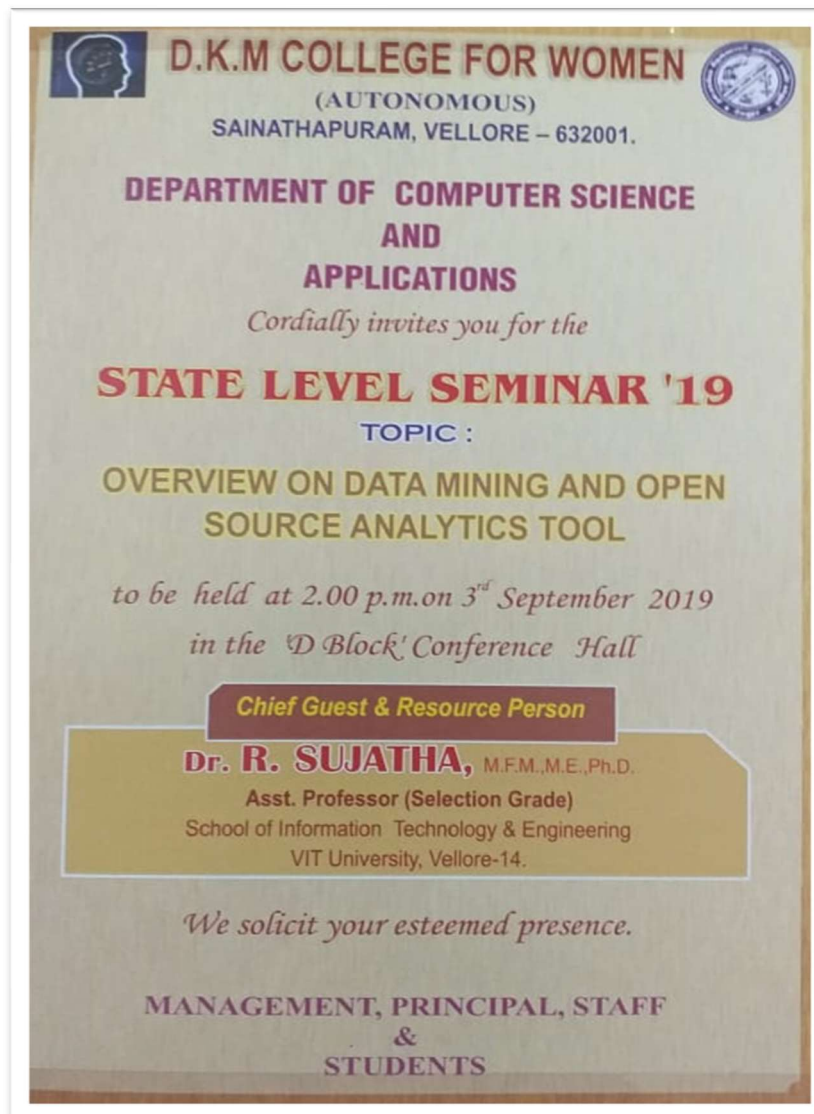 D.K.M COLLEGE FOR WOMEN
(AUTONOMOUS)
SAINATHAPURAM, VELLORE – 632001.
DEPARTMENT OF COMPUTER SCIENCE
AND
APPLICATIONS
Cordially invites you for the
STATE LEVEL SEMINAR '19
TOPIC :
OVERVIEW ON DATA MINING AND OPEN
SOURCE ANALYTICS TOOL
to be held at 2.00 p.m.on 3rd September 2019
in the 'D Block' Conference Hall
Chief Guest & Resource Person
Dr. R. SUJATHA, M.F.M.,M.E.,Ph.D.
Asst. Professor (Selection Grade)
School of Information Technology & Engineering
VIT University, Vellore-14.
We solicit your esteemed presence.
MANAGEMENT, PRINCIPAL, STAFF
&
STUDENTS